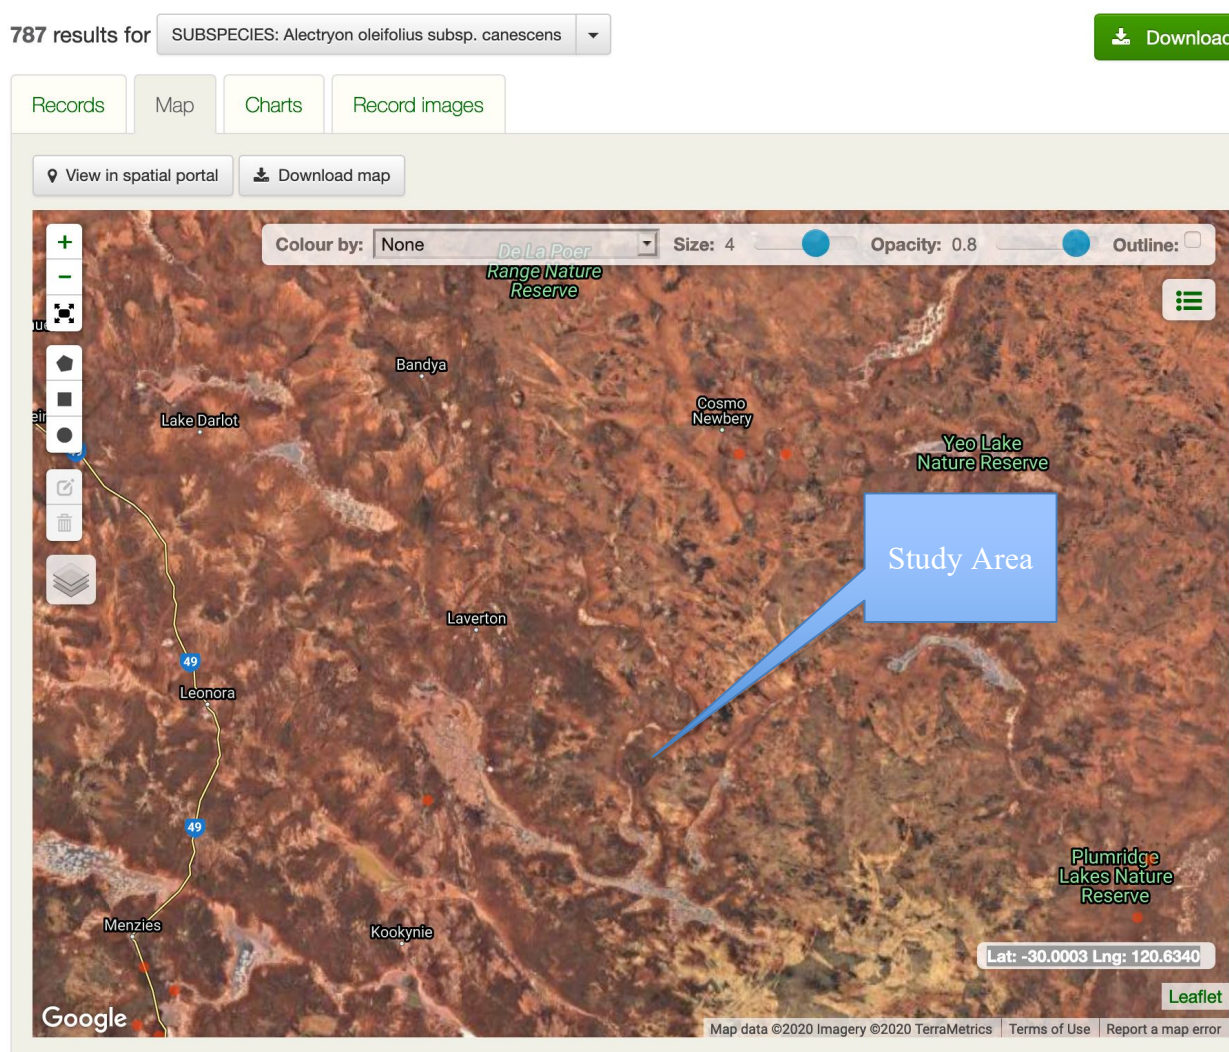 787 results for SUBSPECIES: Alectryon oleifolius subsp. canescens
Download
Records Map Charts Record images
View in spatial portal Download map
Colour by: None Size: 4 Opacity: 0.8 Outline:
De La Poer
Range Nature
Reserve
Bandya
Cosmo
Newbery
Lake Darlot
Yeo Lake
Nature Reserve
Study Area
Laverton
49
Leonora
49
Plumridge
Lakes Nature
Reserve
Menzies
Kookynie
Lat: -30.0003 Lng: 120.6340
Leaflet
Google
Map data ©2020 Imagery ©2020 TerraMetrics Terms of Use Report a map error